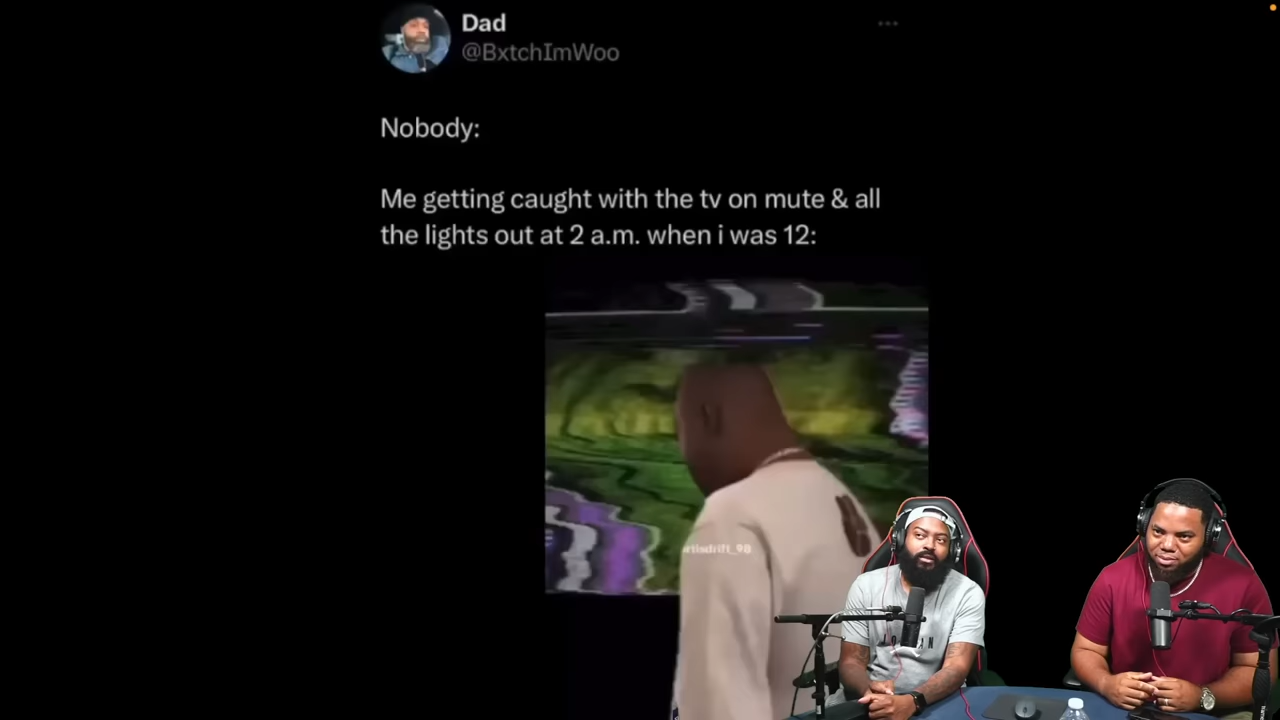 Dad
@BxtchImWoo
Nobody:
Me getting caught with the tv on mute & all
the lights out at 2 a.m. when i was 12: